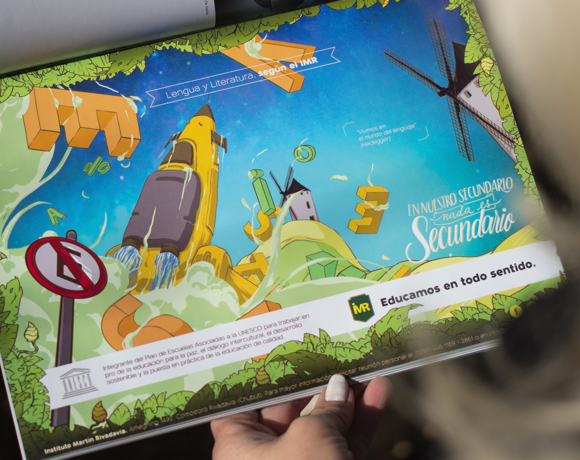 Lengua y Literatura, según el IMR
"Vivimos en
el mundo del lenguaje"
(Heidegger)
EN NUESTRO SECUNDARIO
nada es
Secundario
E
IMR
Educamos en todo sentido.
Integrante del Plan de Escuelas Asociadas a la UNESCO para trabajar en
pro de la educación para la paz, el diálogo intercultural, el desarrollo
sostenible y la puesta en práctica de la educación de calidad.
Instituto Martín Rivadavia. Comodoro Rivadavia (Chubut). Para mayor información reunión personal